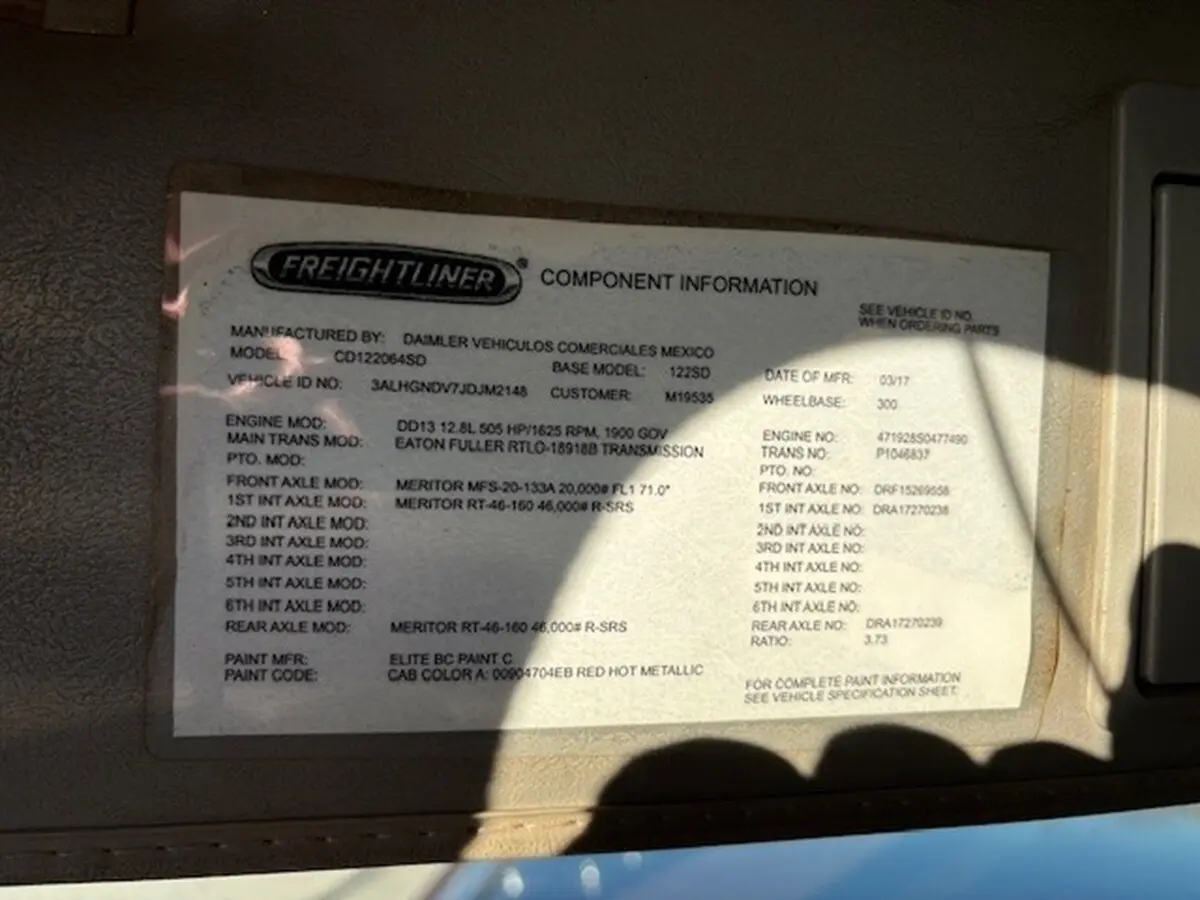 FREIGHTLINER® COMPONENT INFORMATION
SEE VEHICLE ID NO.
WHEN ORDERING PARTS
MANUFACTURED BY: DAIMLER VEHICULOS COMERCIALES MEXICO
MODEL: CD122064SD BASE MODEL: 122SD DATE OF MFR: 03/17
VEHICLE ID NO: 3ALHGNDV7JDJM2148 CUSTOMER: M19535 WHEELBASE: 300
ENGINE MOD: DD13 12.8L 505 HP/1625 RPM, 1900 GOV ENGINE NO: 471928S0477490
MAIN TRANS MOD: EATON FULLER RTLO-18918B TRANSMISSION TRANS NO: P1046837
PTO. MOD: PTO. NO:
FRONT AXLE MOD: MERITOR MFS-20-133A 20,000# FL1 71.0" FRONT AXLE NO: DRF15269558
1ST INT AXLE MOD: MERITOR RT-46-160 46,000# R-SRS 1ST INT AXLE NO: DRA17270238
2ND INT AXLE MOD: 2ND INT AXLE NO:
3RD INT AXLE MOD: 3RD INT AXLE NO:
4TH INT AXLE MOD: 4TH INT AXLE NO:
5TH INT AXLE MOD: 5TH INT AXLE NO:
6TH INT AXLE MOD: 6TH INT AXLE NO:
REAR AXLE MOD: MERITOR RT-46-160 46,000# R-SRS REAR AXLE NO: DRA17270239
RATIO: 3.73
PAINT MFR: ELITE BC PAINT C
PAINT CODE: CAB COLOR A: 00904704EB RED HOT METALLIC
FOR COMPLETE PAINT INFORMATION
SEE VEHICLE SPECIFICATION SHEET.